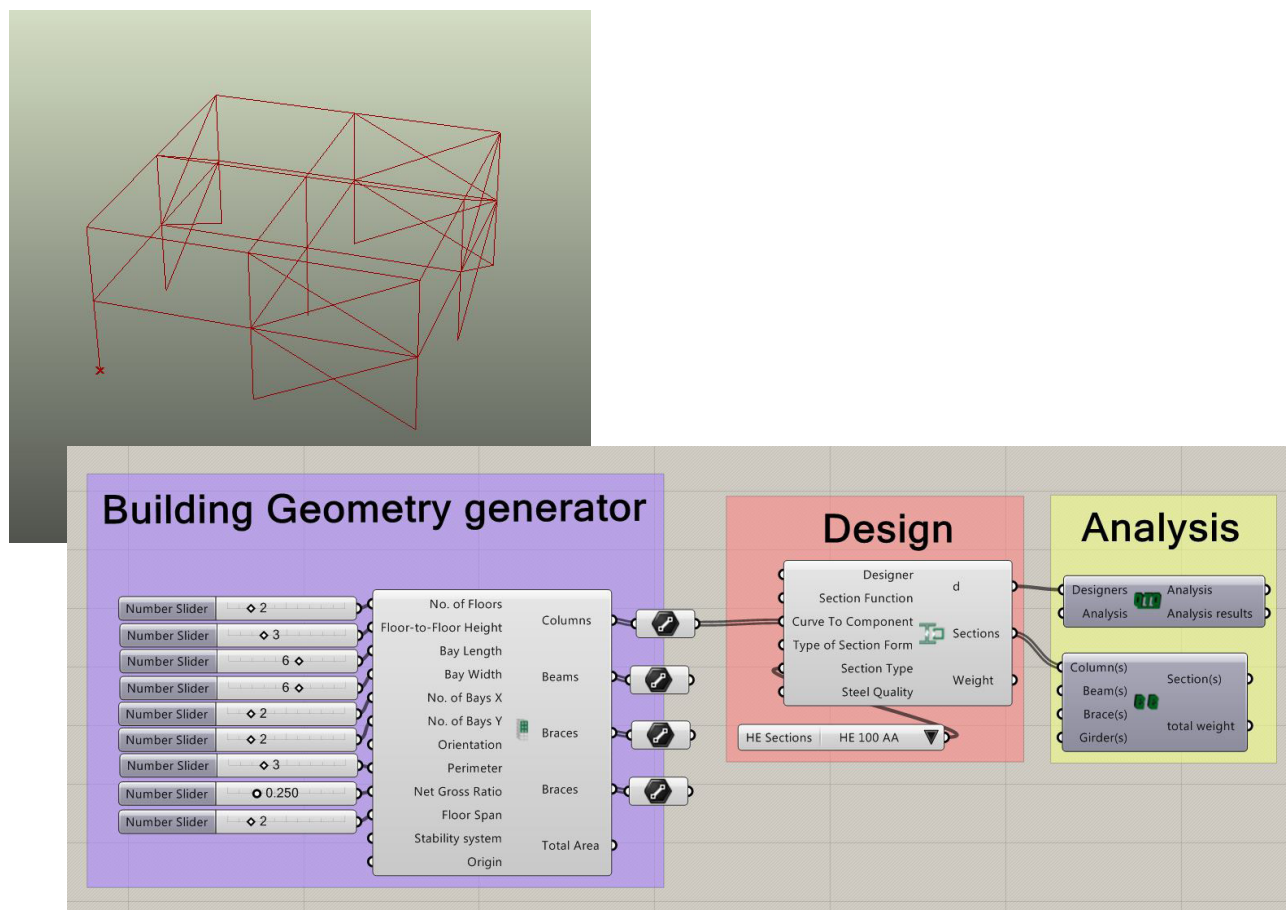 Building Geometry generator
Number Slider 2
Number Slider 3
Number Slider 6
Number Slider 6
Number Slider 2
Number Slider 2
Number Slider 3
Number Slider 0.250
Number Slider 2
No. of Floors
Floor-to-Floor Height
Bay Length
Bay Width
No. of Bays X
No. of Bays Y
Orientation
Perimeter
Net Gross Ratio
Floor Span
Stability system
Origin
Columns
Beams
Braces
Braces
Total Area
Design
Designer
Section Function
Curve To Component
Type of Section Form
Section Type
Steel Quality
d
Sections
Weight
HE Sections HE 100 AA
Analysis
Designers Analysis
Analysis Analysis results
Column(s)
Beam(s)
Brace(s)
Girder(s)
Section(s)
total weight